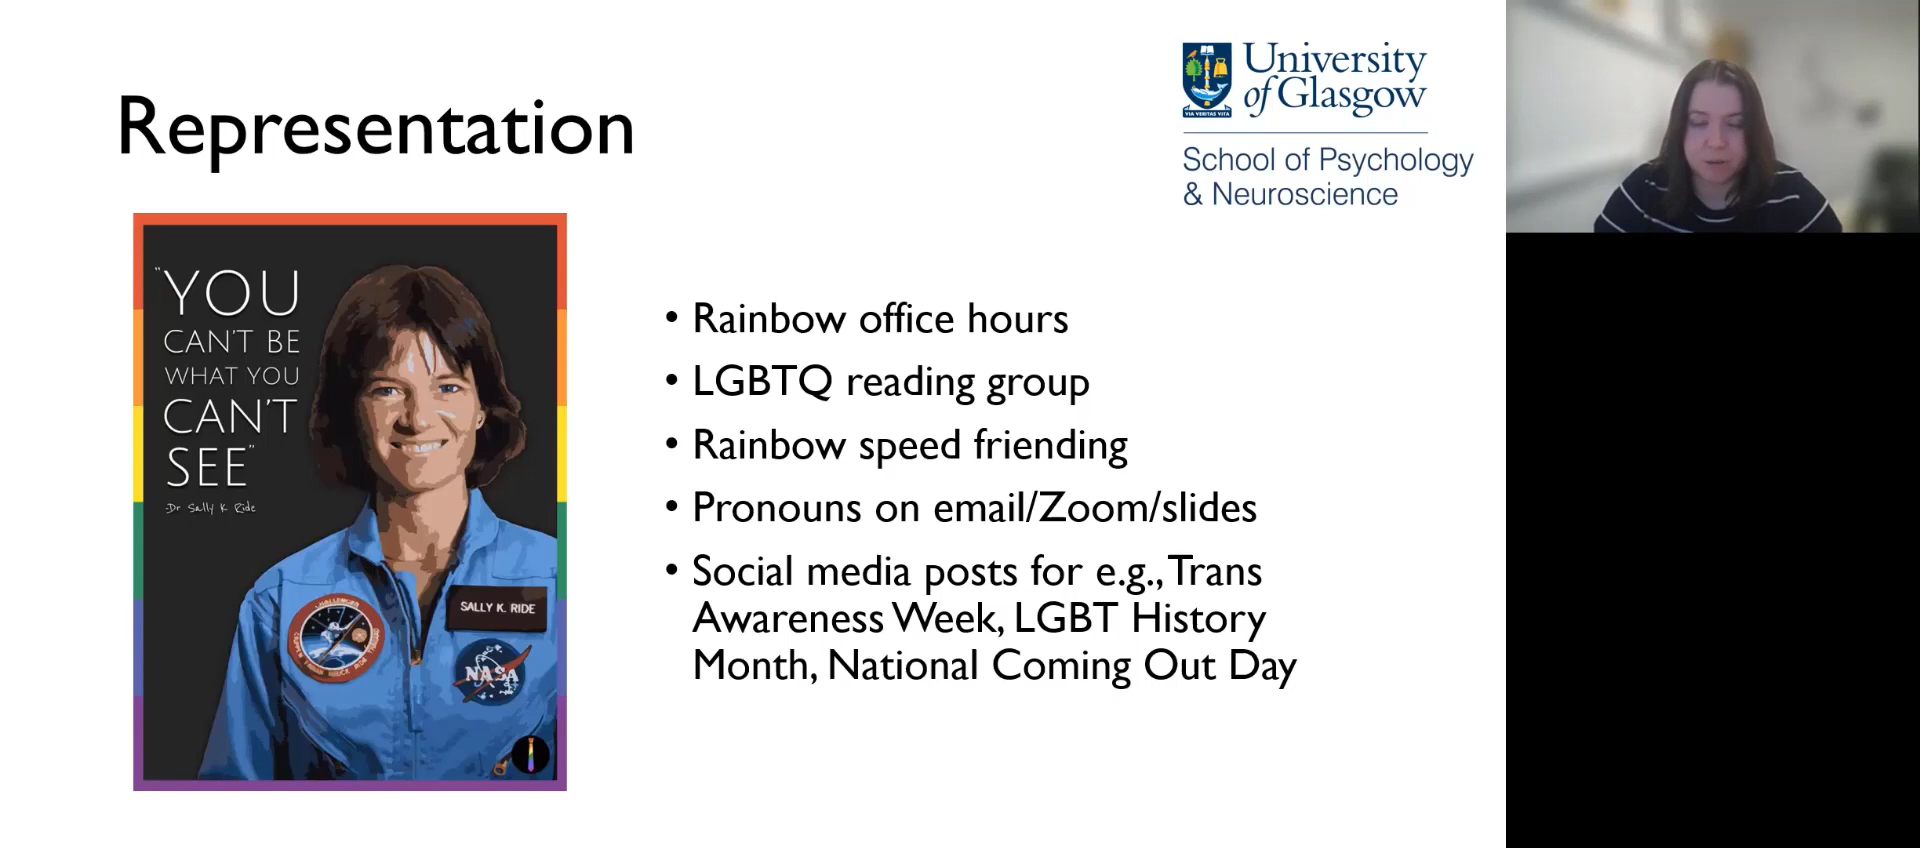 Representation
University
of Glasgow
VIA VERITAS VITA
School of Psychology
& Neuroscience
"YOU
CAN'T BE
WHAT YOU
CAN'T
SEE"
Dr Sally K Ride
CHALLENGER
SALLY K. RIDE
NASA
• Rainbow office hours
• LGBTQ reading group
• Rainbow speed friending
• Pronouns on email/Zoom/slides
• Social media posts for e.g., Trans
Awareness Week, LGBT History
Month, National Coming Out Day